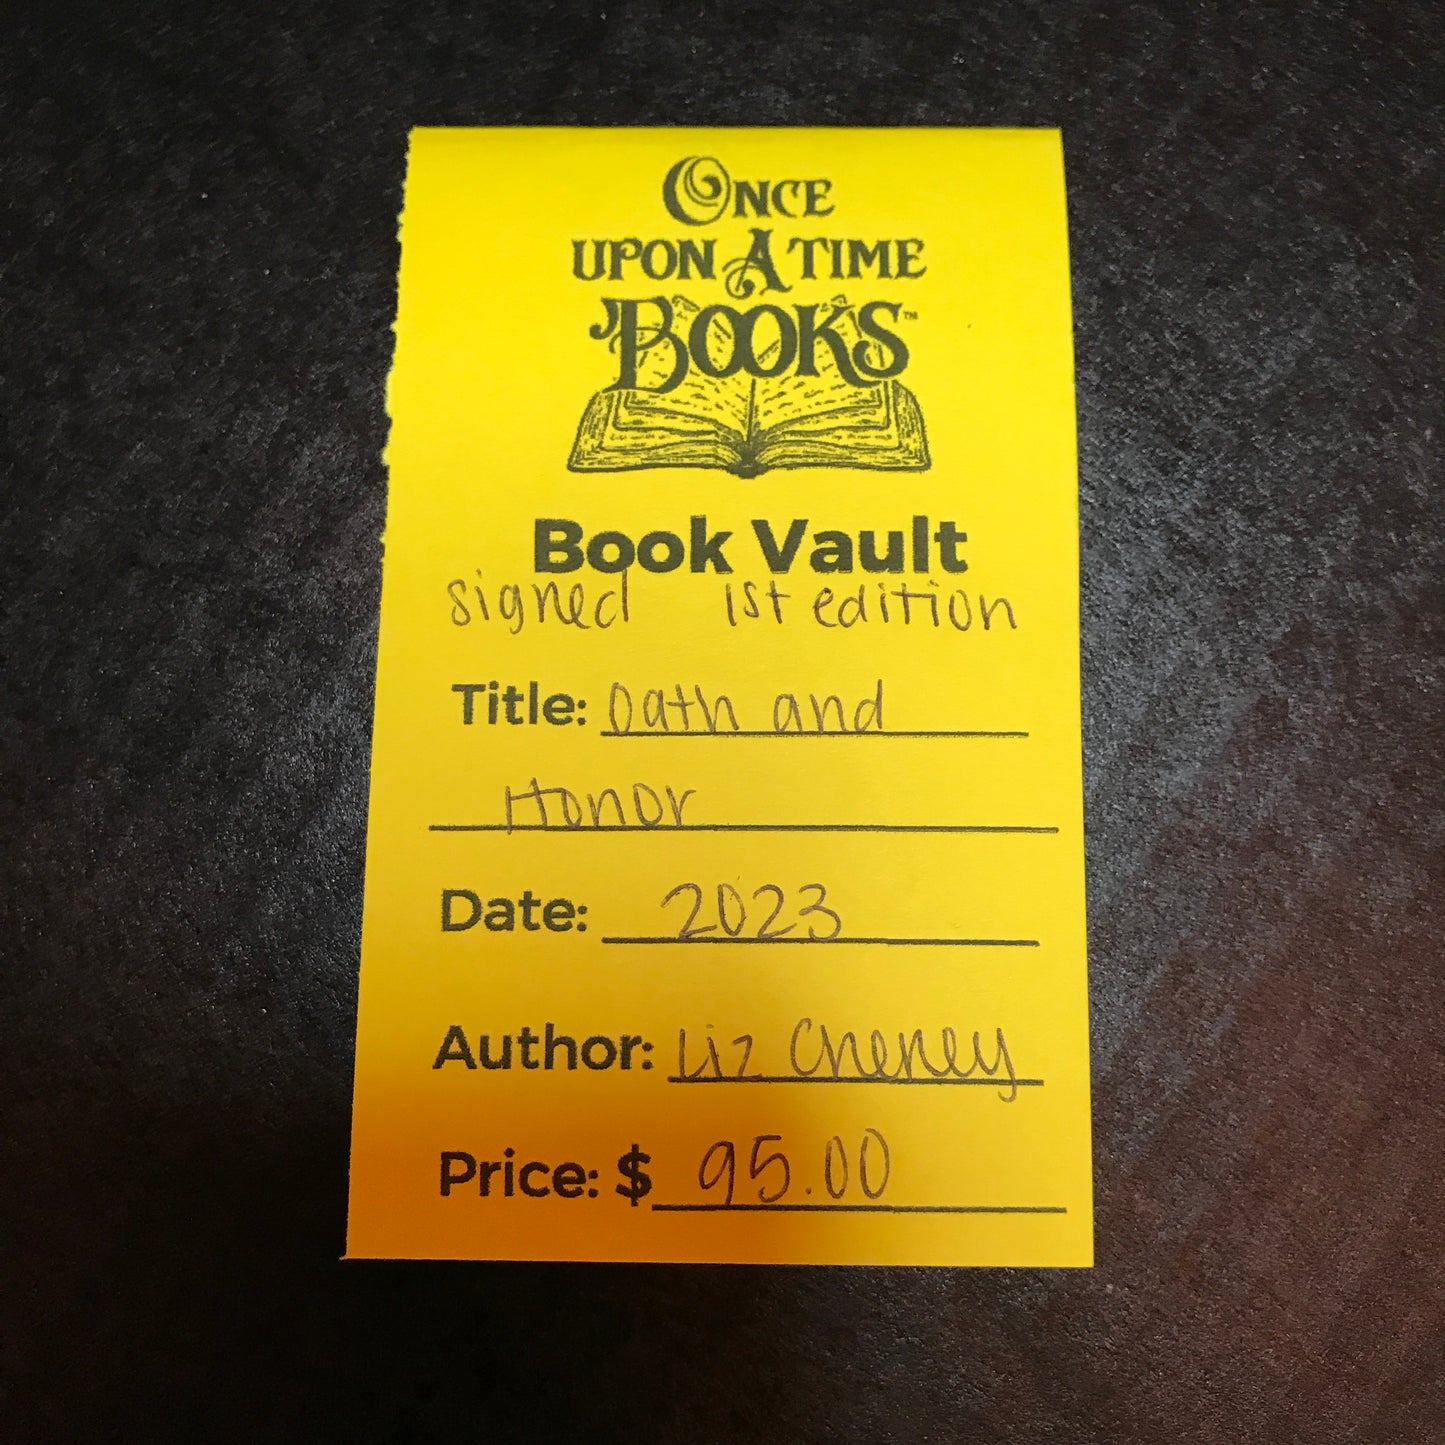 ONCE
UPON A TIME
BOOKS™
Book Vault
signed 1st edition
Title: Oath and
Honor
Date: 2023
Author: Liz Cheney
Price: $ 95.00